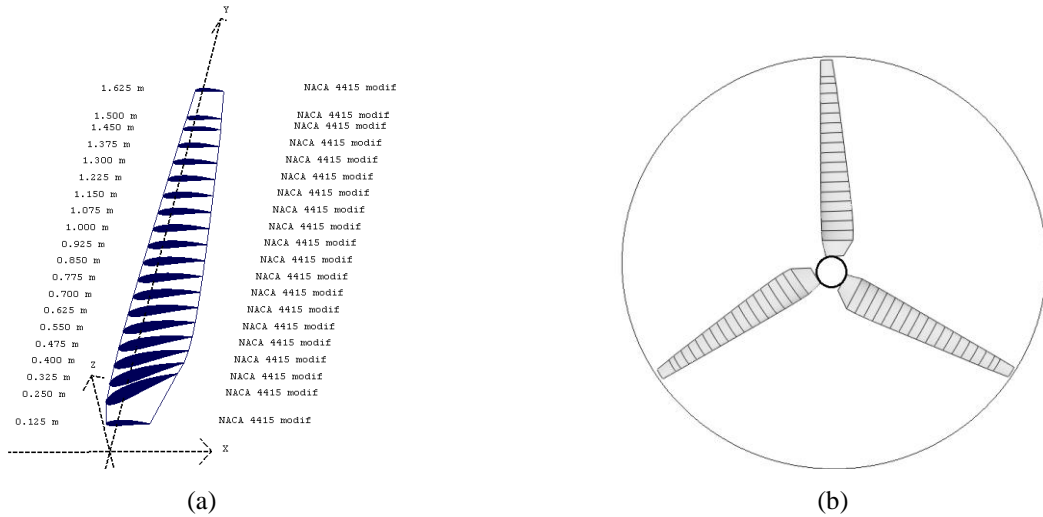 Y
1.625 m NACA 4415 modif
1.500 m NACA 4415 modif
1.450 m NACA 4415 modif
1.375 m NACA 4415 modif
1.300 m NACA 4415 modif
1.225 m NACA 4415 modif
1.150 m NACA 4415 modif
1.075 m NACA 4415 modif
1.000 m NACA 4415 modif
0.925 m NACA 4415 modif
0.850 m NACA 4415 modif
0.775 m NACA 4415 modif
0.700 m NACA 4415 modif
0.625 m NACA 4415 modif
0.550 m NACA 4415 modif
0.475 m NACA 4415 modif
0.400 m NACA 4415 modif
Z
0.325 m NACA 4415 modif
0.250 m NACA 4415 modif
0.125 m NACA 4415 modif
X
(a) (b)